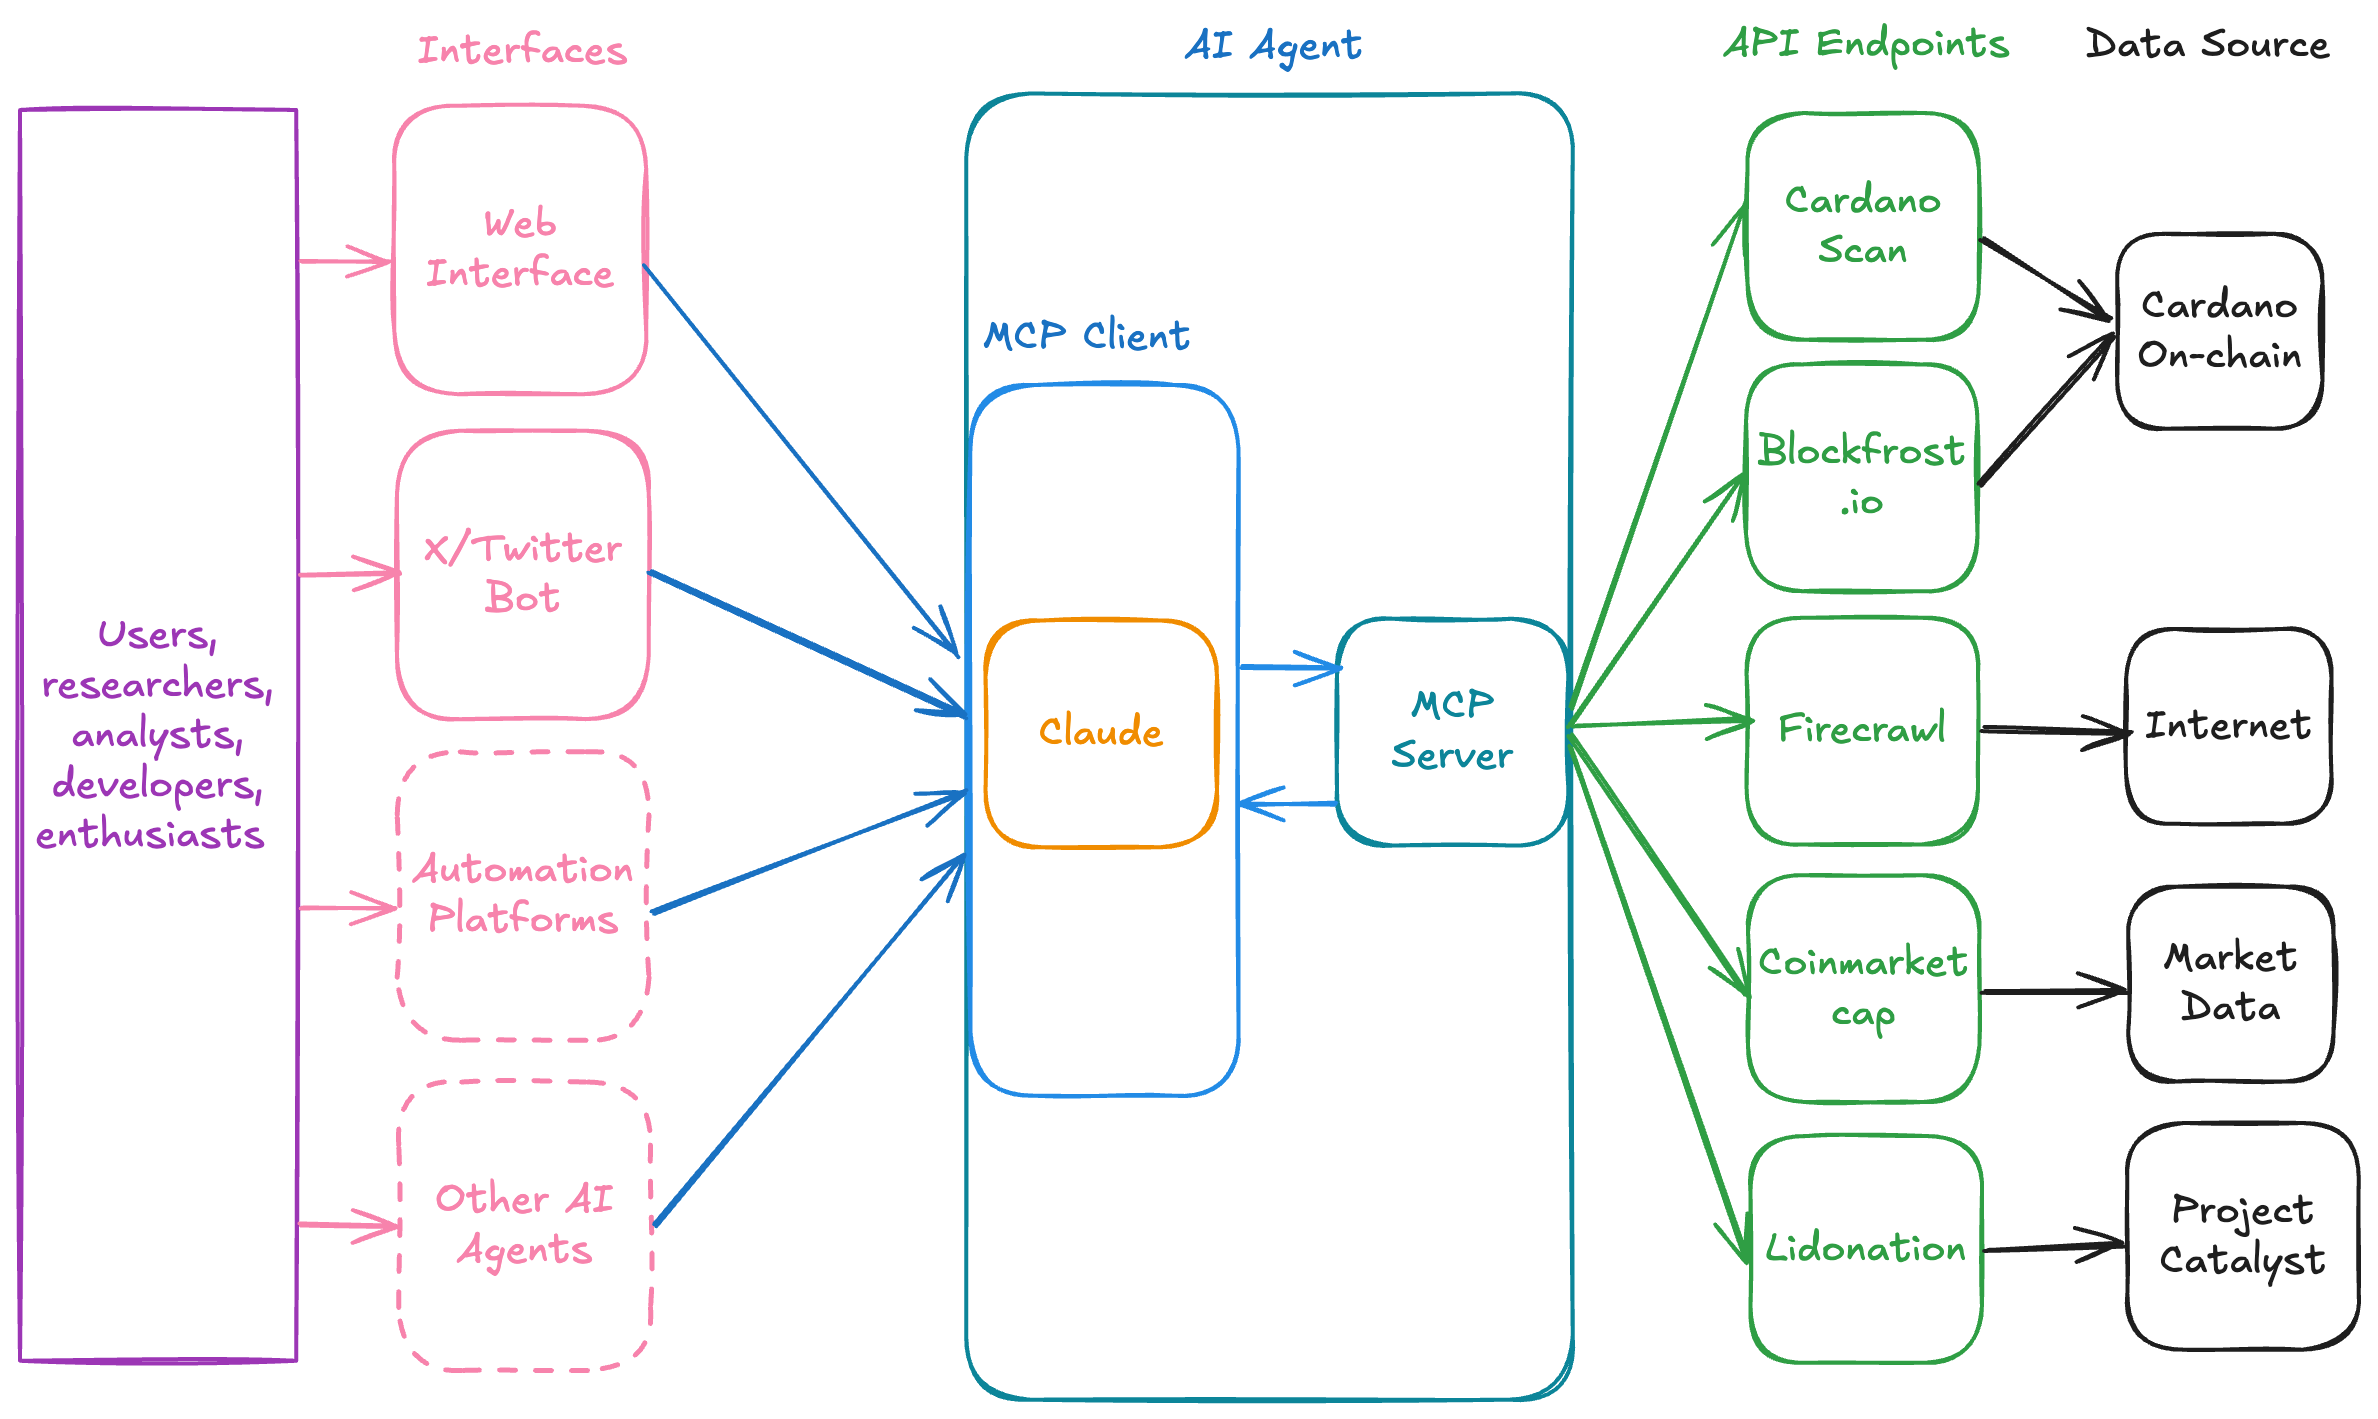 Interfaces
AI Agent
API Endpoints
Data Source
Users,
researchers,
analysts,
developers,
enthusiasts
Web
Interface
X/Twitter
Bot
Automation
Platforms
Other AI
Agents
MCP Client
Claude
MCP
Server
Cardano
Scan
Blockfrost
.io
Firecrawl
Coinmarket
cap
Lidonation
Cardano
On-chain
Internet
Market
Data
Project
Catalyst